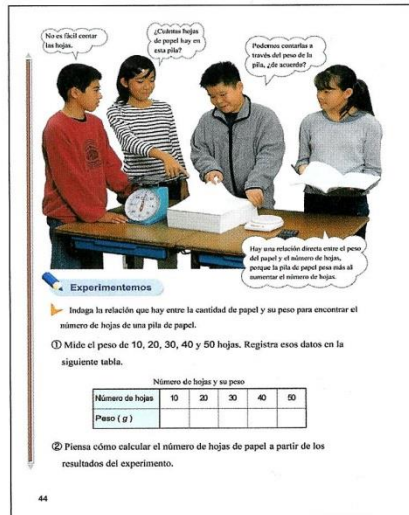 No es fácil contar
las hojas.
¿Cuántas hojas
de papel hay en
esta pila?
Podemos contarlas a
través del peso de la
pila, ¿de acuerdo?
Hay una relación directa entre el peso
del papel y el número de hojas,
porque la pila de papel pesa más al
aumentar el número de hojas.
Experimentemos
Indaga la relación que hay entre la cantidad de papel y su peso para encontrar el
número de hojas de una pila de papel.
① Mide el peso de 10, 20, 30, 40 y 50 hojas. Registra esos datos en la
siguiente tabla.
Número de hojas y su peso
Número de hojas 10 20 30 40 50
Peso (g)
② Piensa cómo calcular el número de hojas de papel a partir de los
resultados del experimento.
44